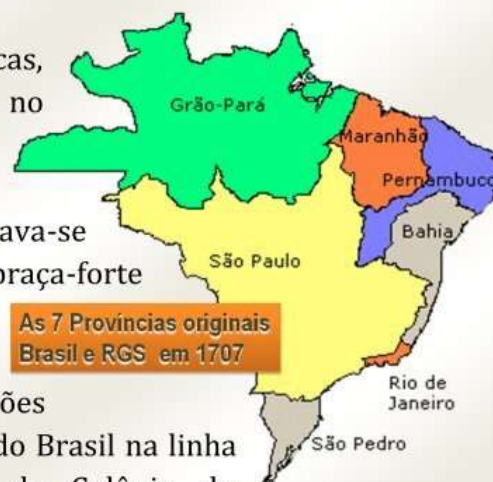 cas,
no
ava-se
praça-forte
ões
do Brasil na linha
Grão-Pará
Maranhão
Pernambuco
Bahia
São Paulo
As 7 Províncias originais
Brasil e RGS em 1707
Rio de
Janeiro
São Pedro